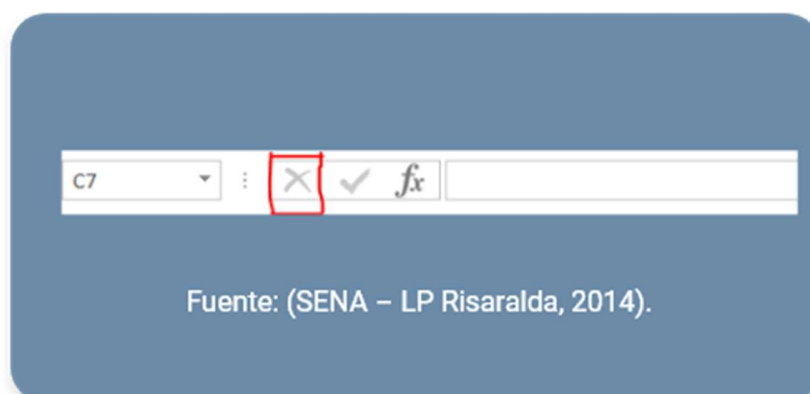 C7 fx
Fuente: (SENA – LP Risaralda, 2014).